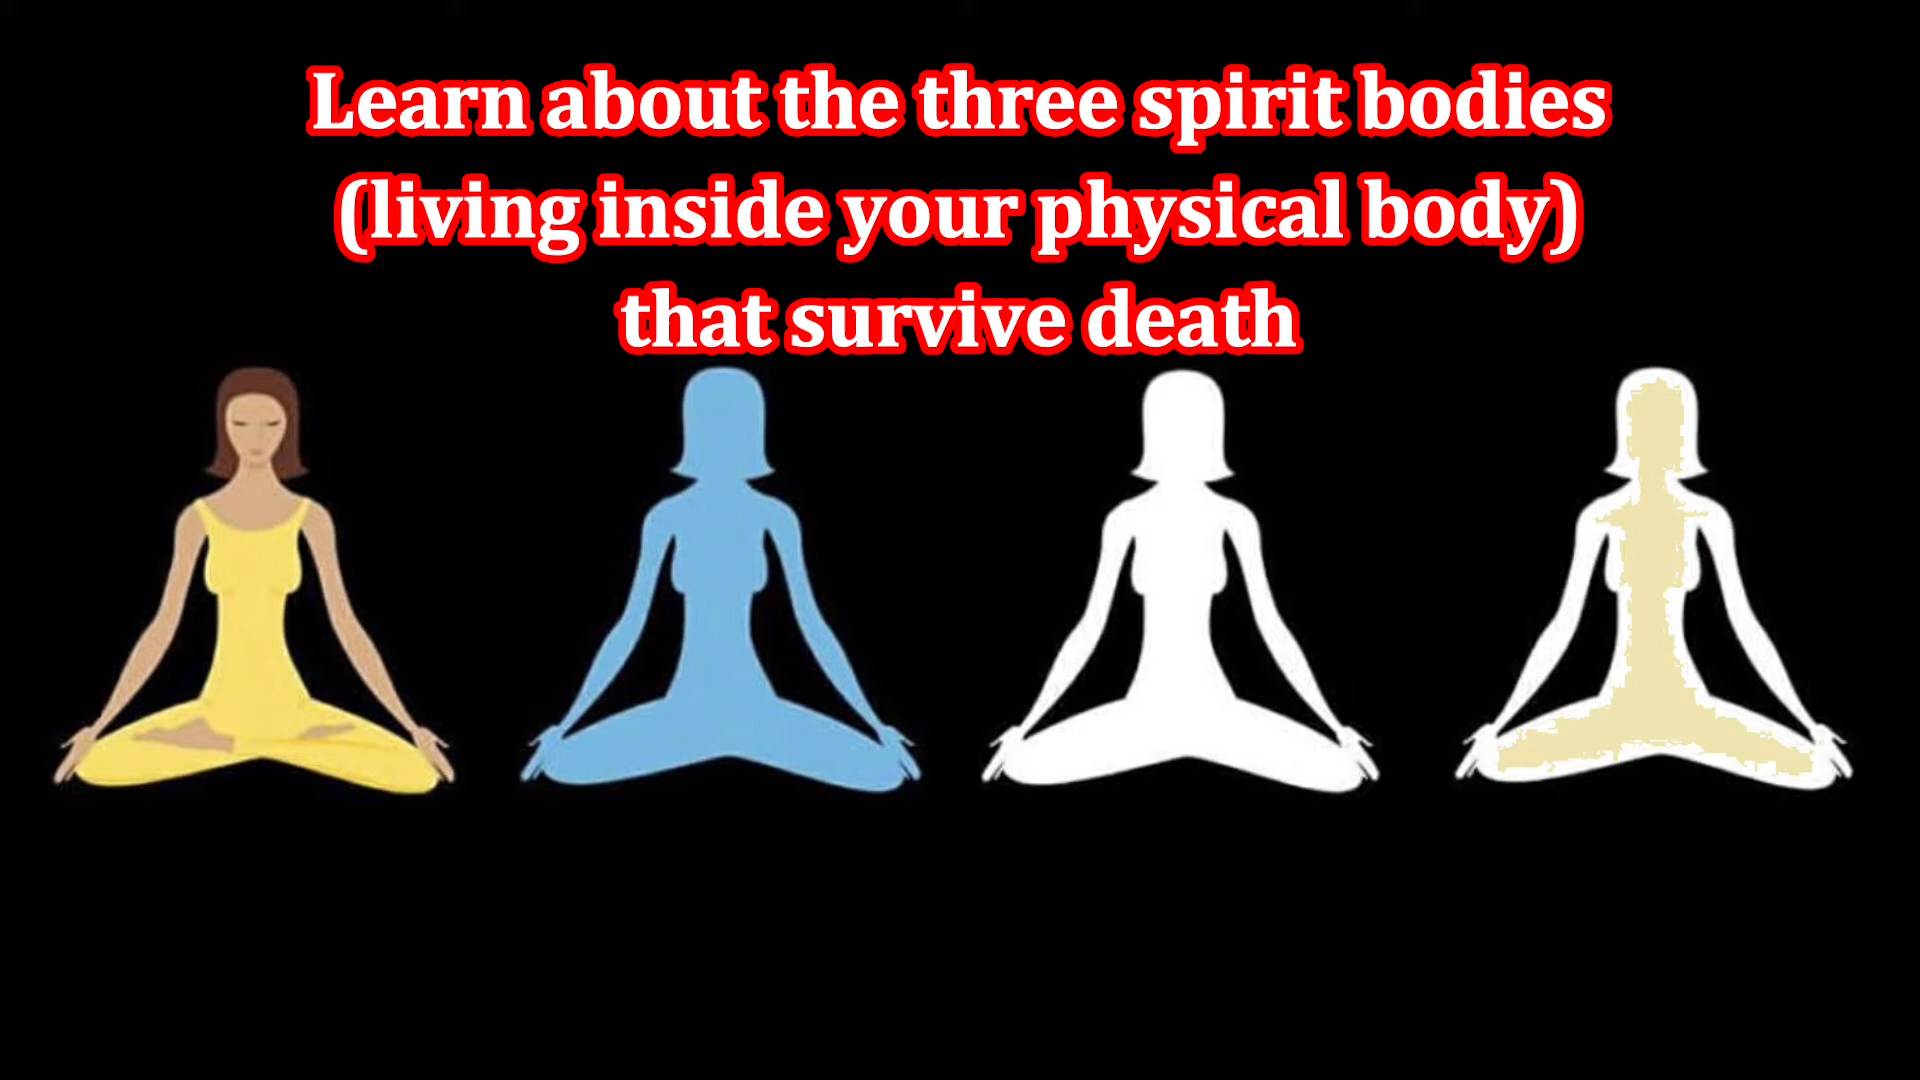 Learn about the three spirit bodies
(living inside your physical body)
that survive death